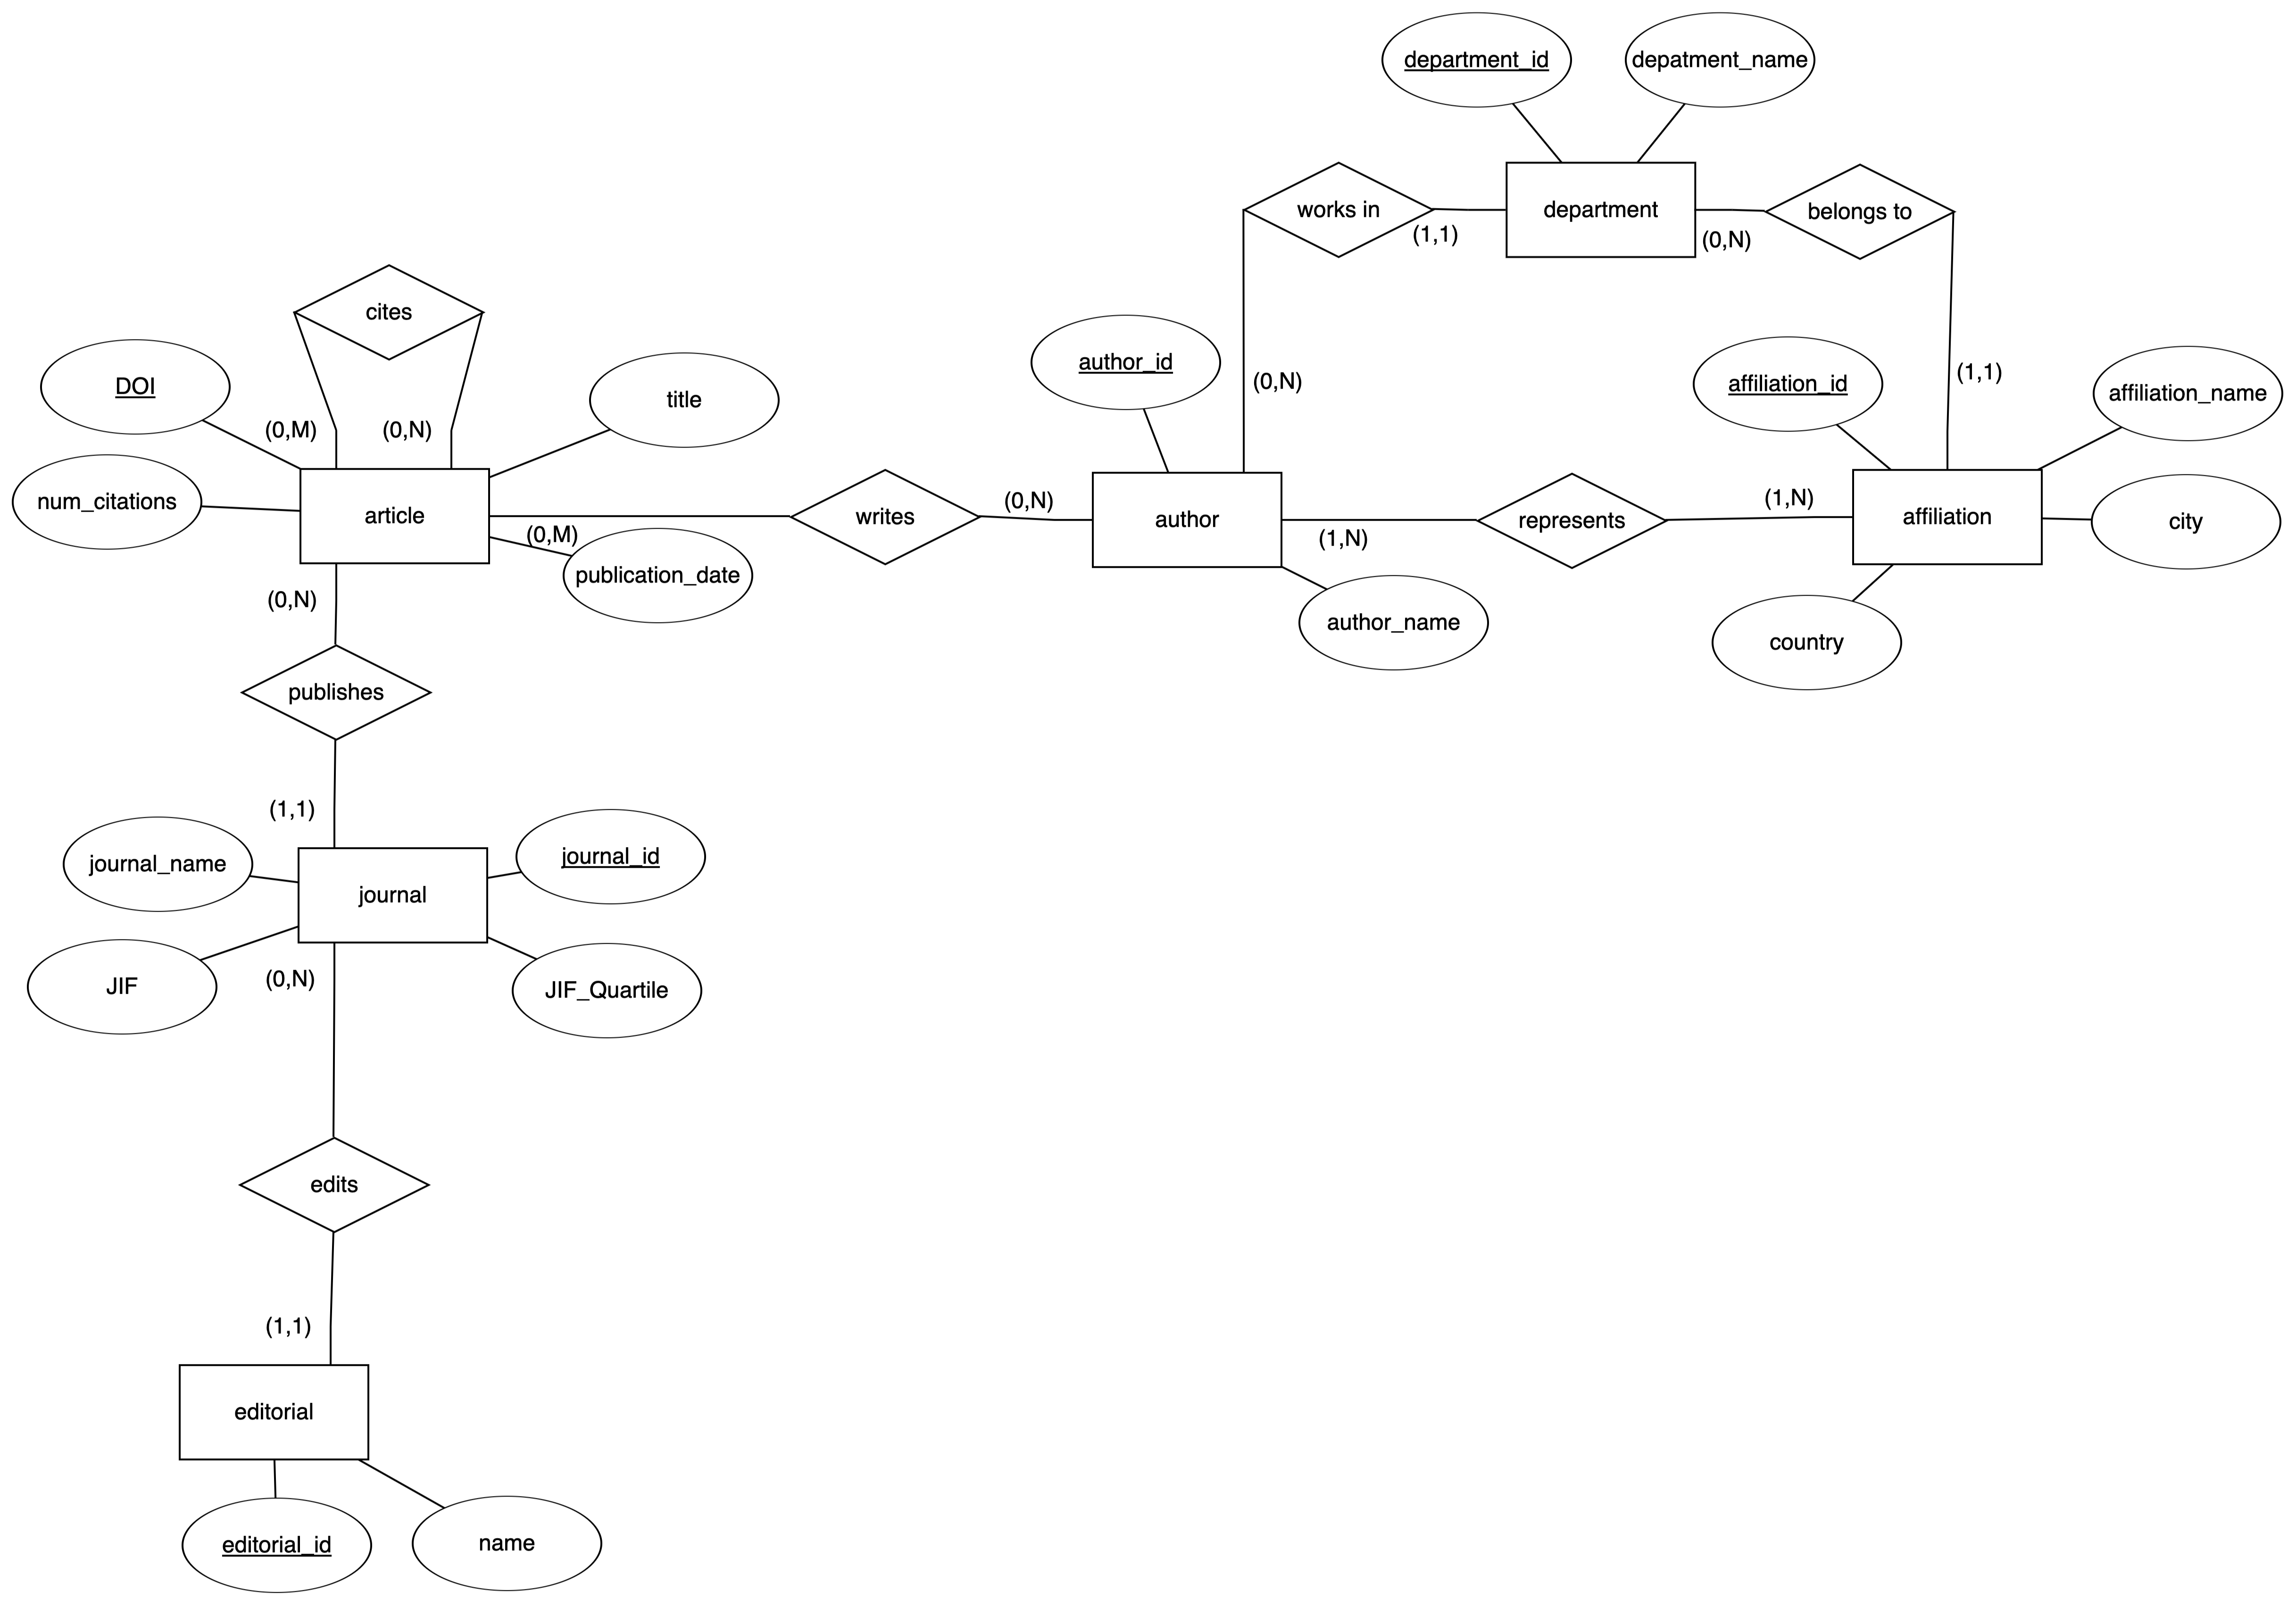 department_id
depatment_name
works in
department
belongs to
(1,1)
(0,N)
cites
author_id
(0,N)
(1,1)
DOI
affiliation_id
affiliation_name
title
(0,M)
(0,N)
num_citations
article
(0,M)
writes
(0,N)
author
(1,N)
represents
(1,N)
affiliation
city
publication_date
author_name
country
(0,N)
publishes
(1,1)
journal_name
journal_id
journal
JIF
(0,N)
JIF_Quartile
edits
(1,1)
editorial
editorial_id
name